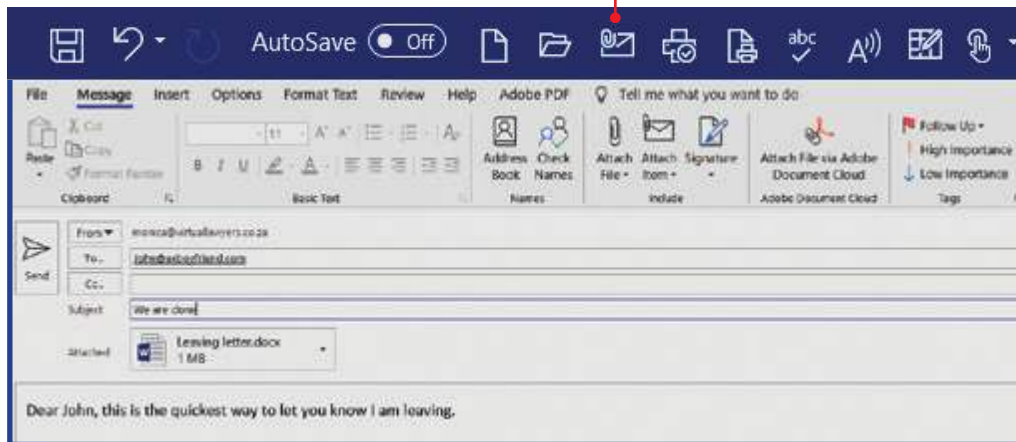 AutoSave Off abc A
File Message Insert Options Format Text Review Help Adobe PDF Tell me what you want to do
Paste Cut Copy Format Painter
11 A A
B I U A
Address Book Check Names
Attach File Attach Item Signature
Attach File via Adobe Document Cloud
Follow Up
High Importance
Low Importance
Clipboard Basic Text Names Include Adobe Document Cloud Tags
From monica@virtuallawyers.co.za
Send To..
Cc..
Subject We are done
Attached Leaving letter.docx
1 MB
Dear John, this is the quickest way to let you know I am leaving.